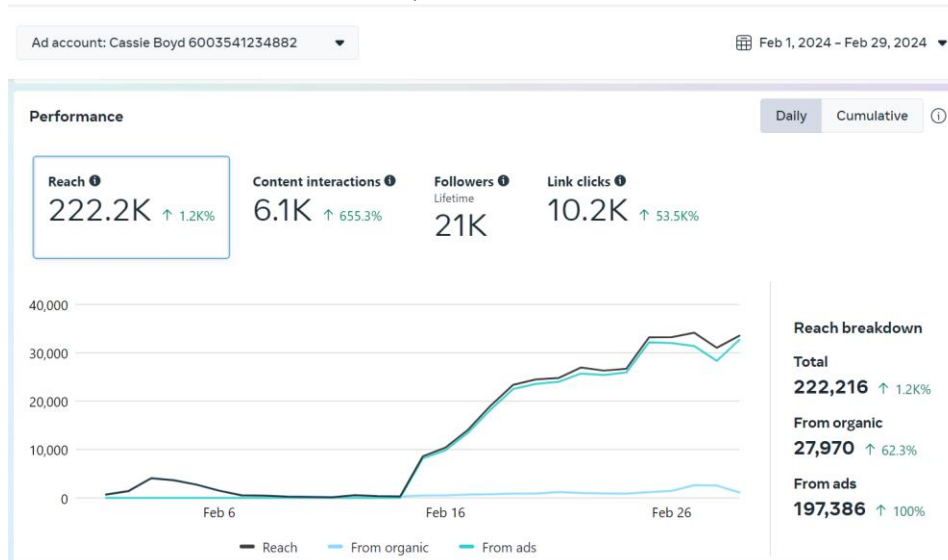 Ad account: Cassie Boyd 6003541234882
Feb 1, 2024 – Feb 29, 2024
Performance
Daily Cumulative
Reach
222.2K ↑ 1.2K%
Content interactions
6.1K ↑ 655.3%
Followers
Lifetime
21K
Link clicks
10.2K ↑ 53.5K%
40,000
30,000
20,000
10,000
0
Feb 6 Feb 16 Feb 26
Reach From organic From ads
Reach breakdown
Total
222,216 ↑ 1.2K%
From organic
27,970 ↑ 62.3%
From ads
197,386 ↑ 100%